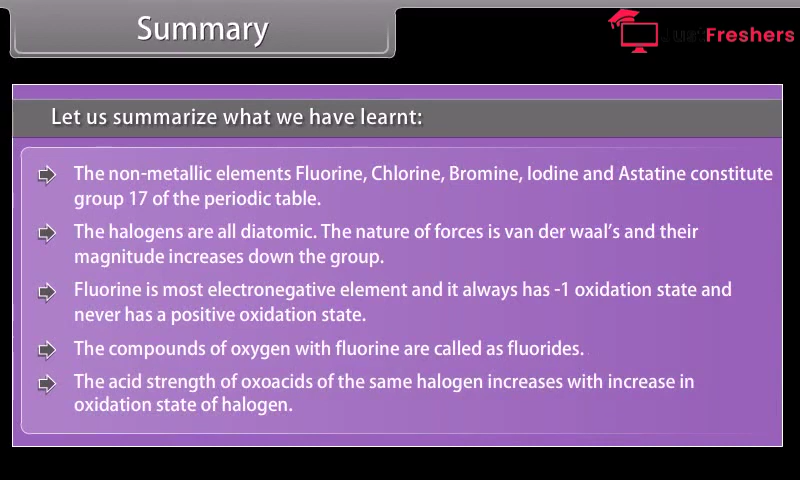 Summary
JustFreshers
Let us summarize what we have learnt:
The non-metallic elements Fluorine, Chlorine, Bromine, Iodine and Astatine constitute
group 17 of the periodic table.
The halogens are all diatomic. The nature of forces is van der waal's and their
magnitude increases down the group.
Fluorine is most electronegative element and it always has -1 oxidation state and
never has a positive oxidation state.
The compounds of oxygen with fluorine are called as fluorides.
The acid strength of oxoacids of the same halogen increases with increase in
oxidation state of halogen.